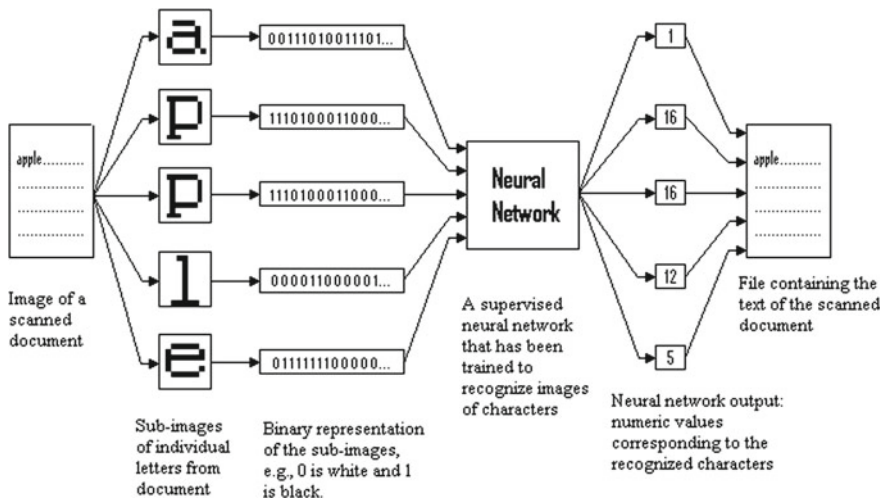 apple..........
................
................
................
Image of a
scanned
document
a
p
p
l
e
Sub-images
of individual
letters from
document
00111010011101...
1110100011000...
1110100011000...
0000011000001...
01111111100000...
Binary representation
of the sub-images,
e.g., 0 is white and 1
is black.
Neural
Network
A supervised
neural network
that has been
trained to
recognize images
of characters
1
16
16
12
5
Neural network output:
numeric values
corresponding to the
recognized characters
apple..........
................
................
................
File containing the
text of the scanned
document